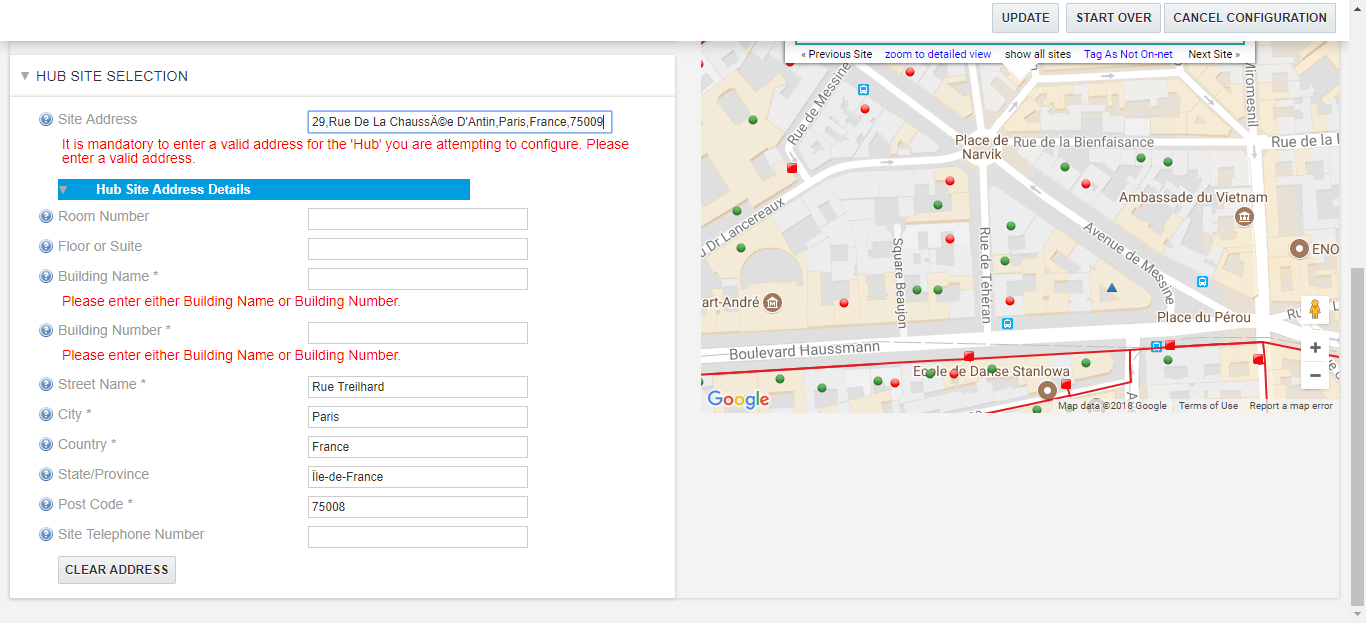 UPDATE
START OVER
CANCEL CONFIGURATION
« Previous Site
zoom to detailed view
show all sites
Tag As Not On-net
Next Site »
HUB SITE SELECTION
Site Address
29,Rue De La ChaussÃ©e D'Antin,Paris,France,75009
It is mandatory to enter a valid address for the 'Hub' you are attempting to configure. Please
enter a valid address.
Hub Site Address Details
Room Number
Floor or Suite
Building Name *
Please enter either Building Name or Building Number.
Building Number *
Please enter either Building Name or Building Number.
Street Name *
Rue Treilhard
City *
Paris
Country *
France
State/Province
Île-de-France
Post Code *
75008
Site Telephone Number
CLEAR ADDRESS
Rue de Messine
Miromesnil
Place de
Narvik
Rue de la Bienfaisance
Rue de la
Ambassade du Vietnam
Dr Lancereaux
Avenue de Messine
ENO
Square Beaujon
Rue de Téhéran
art-André
Place du Pérou
Boulevard Haussmann
Ecole de Danse Stanlowa
Google
Map data ©2018 Google
Terms of Use
Report a map error